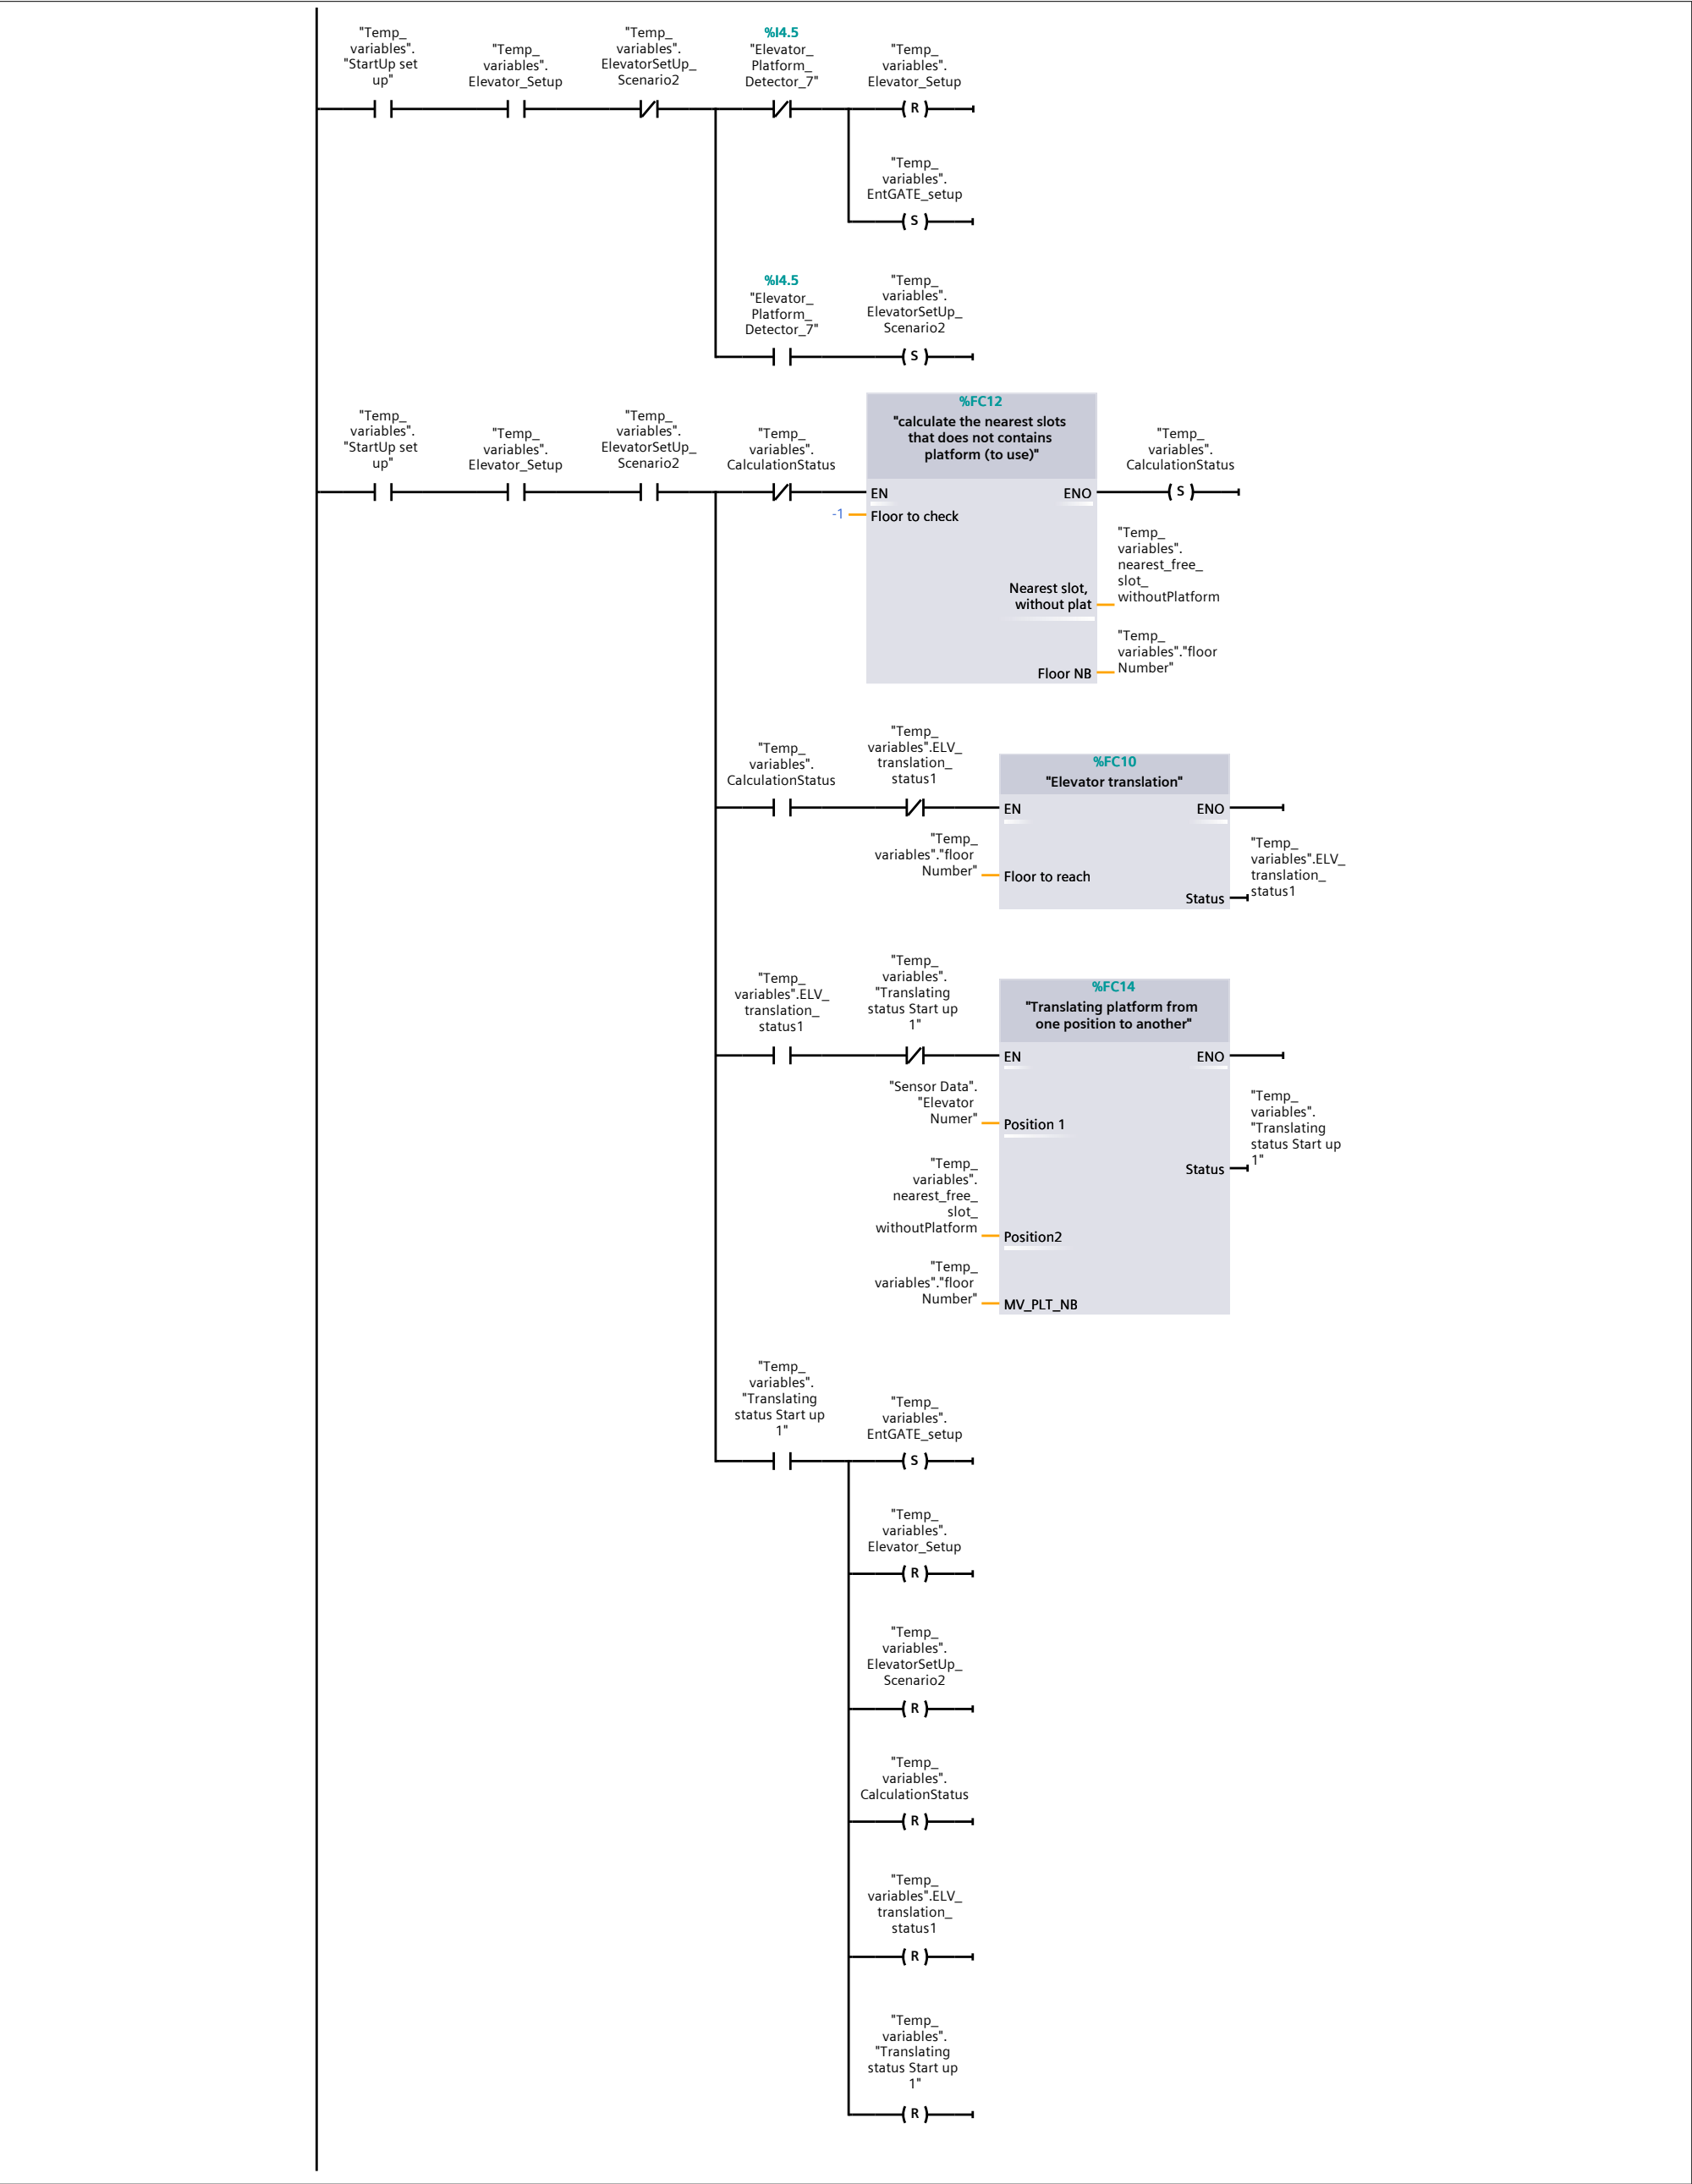 "Temp_
variables".
"StartUp set
up"
"Temp_
variables".
Elevator_Setup
"Temp_
variables".
ElevatorSetUp_
Scenario2
%I4.5
"Elevator_
Platform_
Detector_7"
"Temp_
variables".
Elevator_Setup
R
"Temp_
variables".
EntGATE_setup
S
%I4.5
"Elevator_
Platform_
Detector_7"
"Temp_
variables".
ElevatorSetUp_
Scenario2
S
"Temp_
variables".
"StartUp set
up"
"Temp_
variables".
Elevator_Setup
"Temp_
variables".
ElevatorSetUp_
Scenario2
"Temp_
variables".
CalculationStatus
%FC12
"calculate the nearest slots
that does not contains
platform (to use)"
EN
ENO
-1
Floor to check
Nearest slot,
without plat
Floor NB
"Temp_
variables".
CalculationStatus
S
"Temp_
variables".
nearest_free_
slot_
withoutPlatform
"Temp_
variables"."floor
Number"
"Temp_
variables".
CalculationStatus
"Temp_
variables".ELV_
translation_
status1
%FC10
"Elevator translation"
EN
ENO
"Temp_
variables"."floor
Number"
Floor to reach
Status
"Temp_
variables".ELV_
translation_
status1
"Temp_
variables".ELV_
translation_
status1
"Temp_
variables".
"Translating
status Start up
1"
%FC14
"Translating platform from
one position to another"
EN
ENO
"Sensor Data".
"Elevator
Numer"
Position 1
"Temp_
variables".
"Translating
status Start up
1"
Status
"Temp_
variables".
nearest_free_
slot_
withoutPlatform
Position2
"Temp_
variables"."floor
Number"
MV_PLT_NB
"Temp_
variables".
"Translating
status Start up
1"
"Temp_
variables".
EntGATE_setup
S
"Temp_
variables".
Elevator_Setup
R
"Temp_
variables".
ElevatorSetUp_
Scenario2
R
"Temp_
variables".
CalculationStatus
R
"Temp_
variables".ELV_
translation_
status1
R
"Temp_
variables".
"Translating
status Start up
1"
R